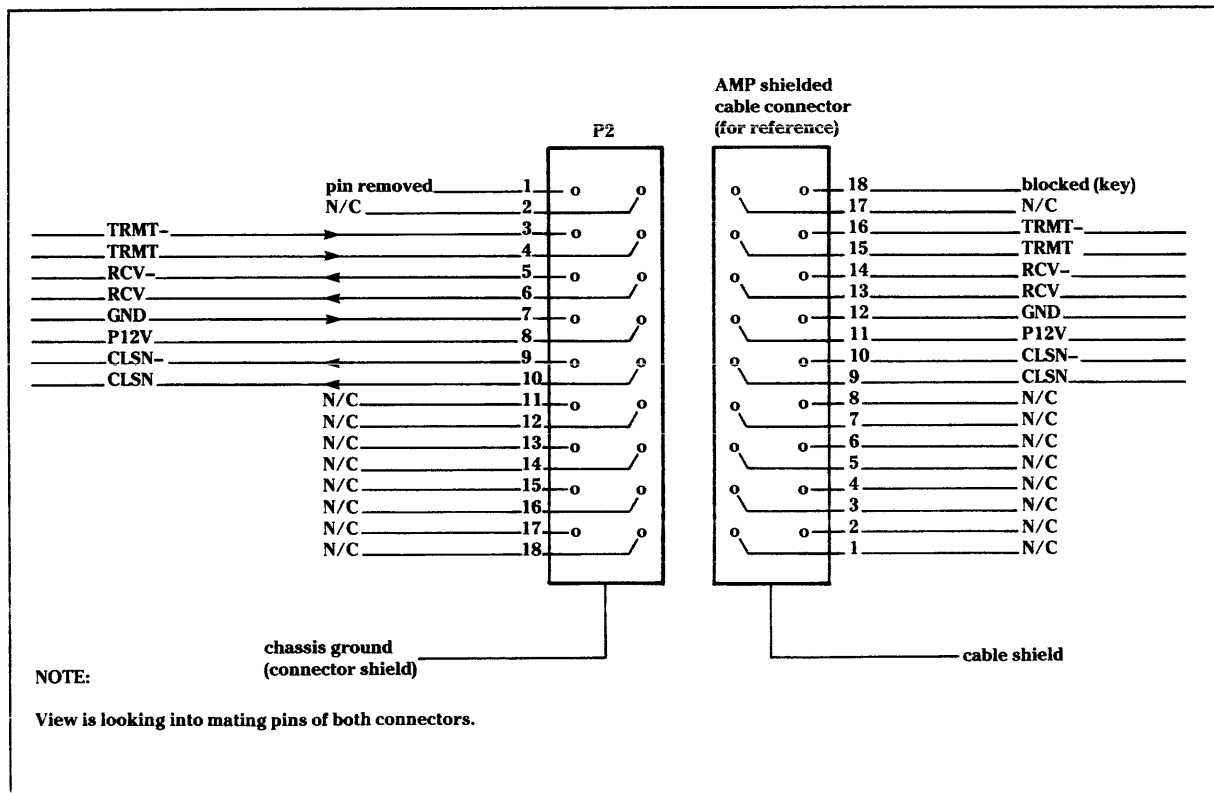 AMP shielded
cable connector
(for reference)
P2
pin removed 1
N/C 2
TRMT- 3
TRMT 4
RCV- 5
RCV 6
GND 7
P12V 8
CLSN- 9
CLSN 10
N/C 11
N/C 12
N/C 13
N/C 14
N/C 15
N/C 16
N/C 17
N/C 18
18 blocked (key)
17 N/C
16 TRMT-
15 TRMT
14 RCV-
13 RCV
12 GND
11 P12V
10 CLSN-
9 CLSN
8 N/C
7 N/C
6 N/C
5 N/C
4 N/C
3 N/C
2 N/C
1 N/C
chassis ground
(connector shield)
cable shield
NOTE:
View is looking into mating pins of both connectors.